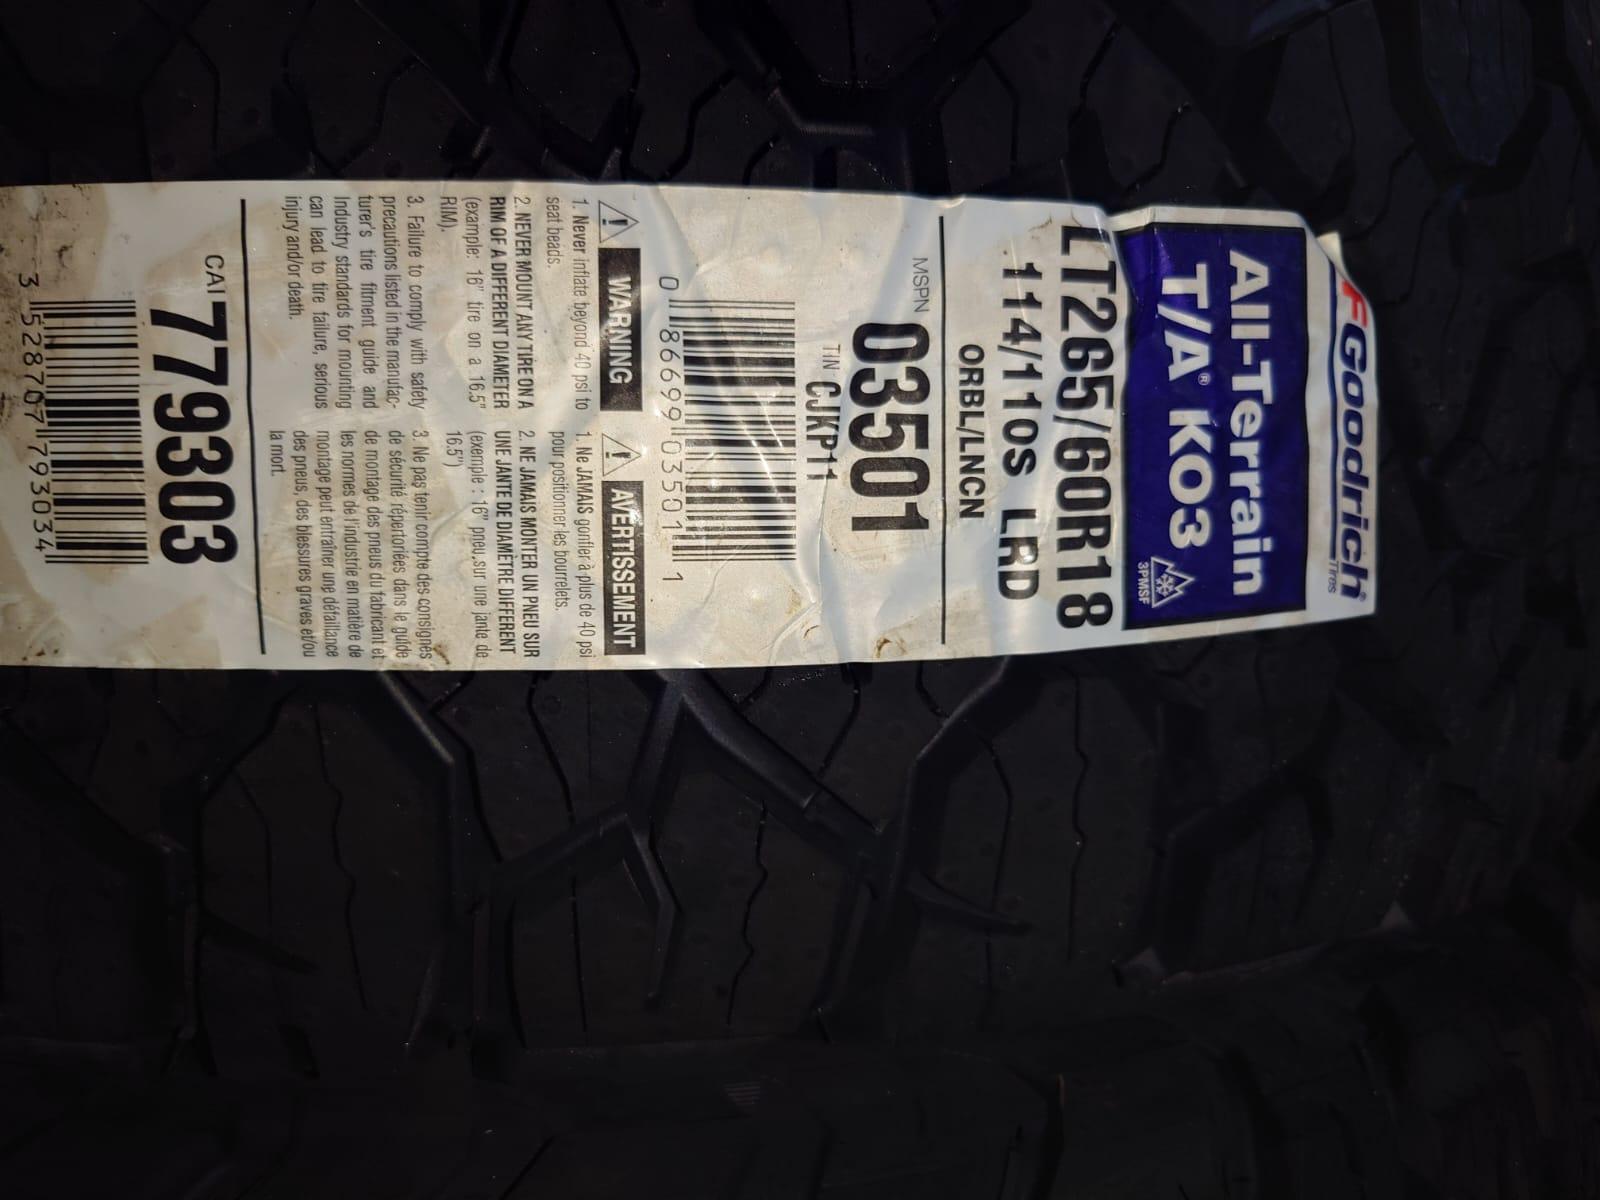 FGoodrich®
Tires
All-Terrain
T/A® KO3
3PMSF
LT265/60R18
114/110S LRD
ORBL/LNCN
MSPN 03501
TIN CJKP11
0 86699 03501 1
WARNING
1. Never inflate beyond 40 psi to
seat beads.
2. NEVER MOUNT ANY TIRE ON A
RIM OF A DIFFERENT DIAMETER
(example: 16" tire on a 16.5"
RIM).
3. Failure to comply with safety
precautions listed in the manufac-
turer's tire fitment guide and
Industry standards for mounting
can lead to tire failure, serious
injury and/or death.
AVERTISSEMENT
1. Ne JAMAIS gonfler à plus de 40 psi
pour positionner les bourrelets.
2. NE JAMAIS MONTER UN PNEU SUR
UNE JANTE DE DIAMÈTRE DIFFERENT
(exemple : 16" pneu sur une jante de
16.5")
3. Ne pas tenir compte des consignes
de sécurité répertoriées dans le guide
de montage des pneus du fabricant et
les normes de l'industrie en matière de
montage peut entraîner une défaillance
des pneus, des blessures graves et/ou
la mort.
CAI 779303
3 528707 793034